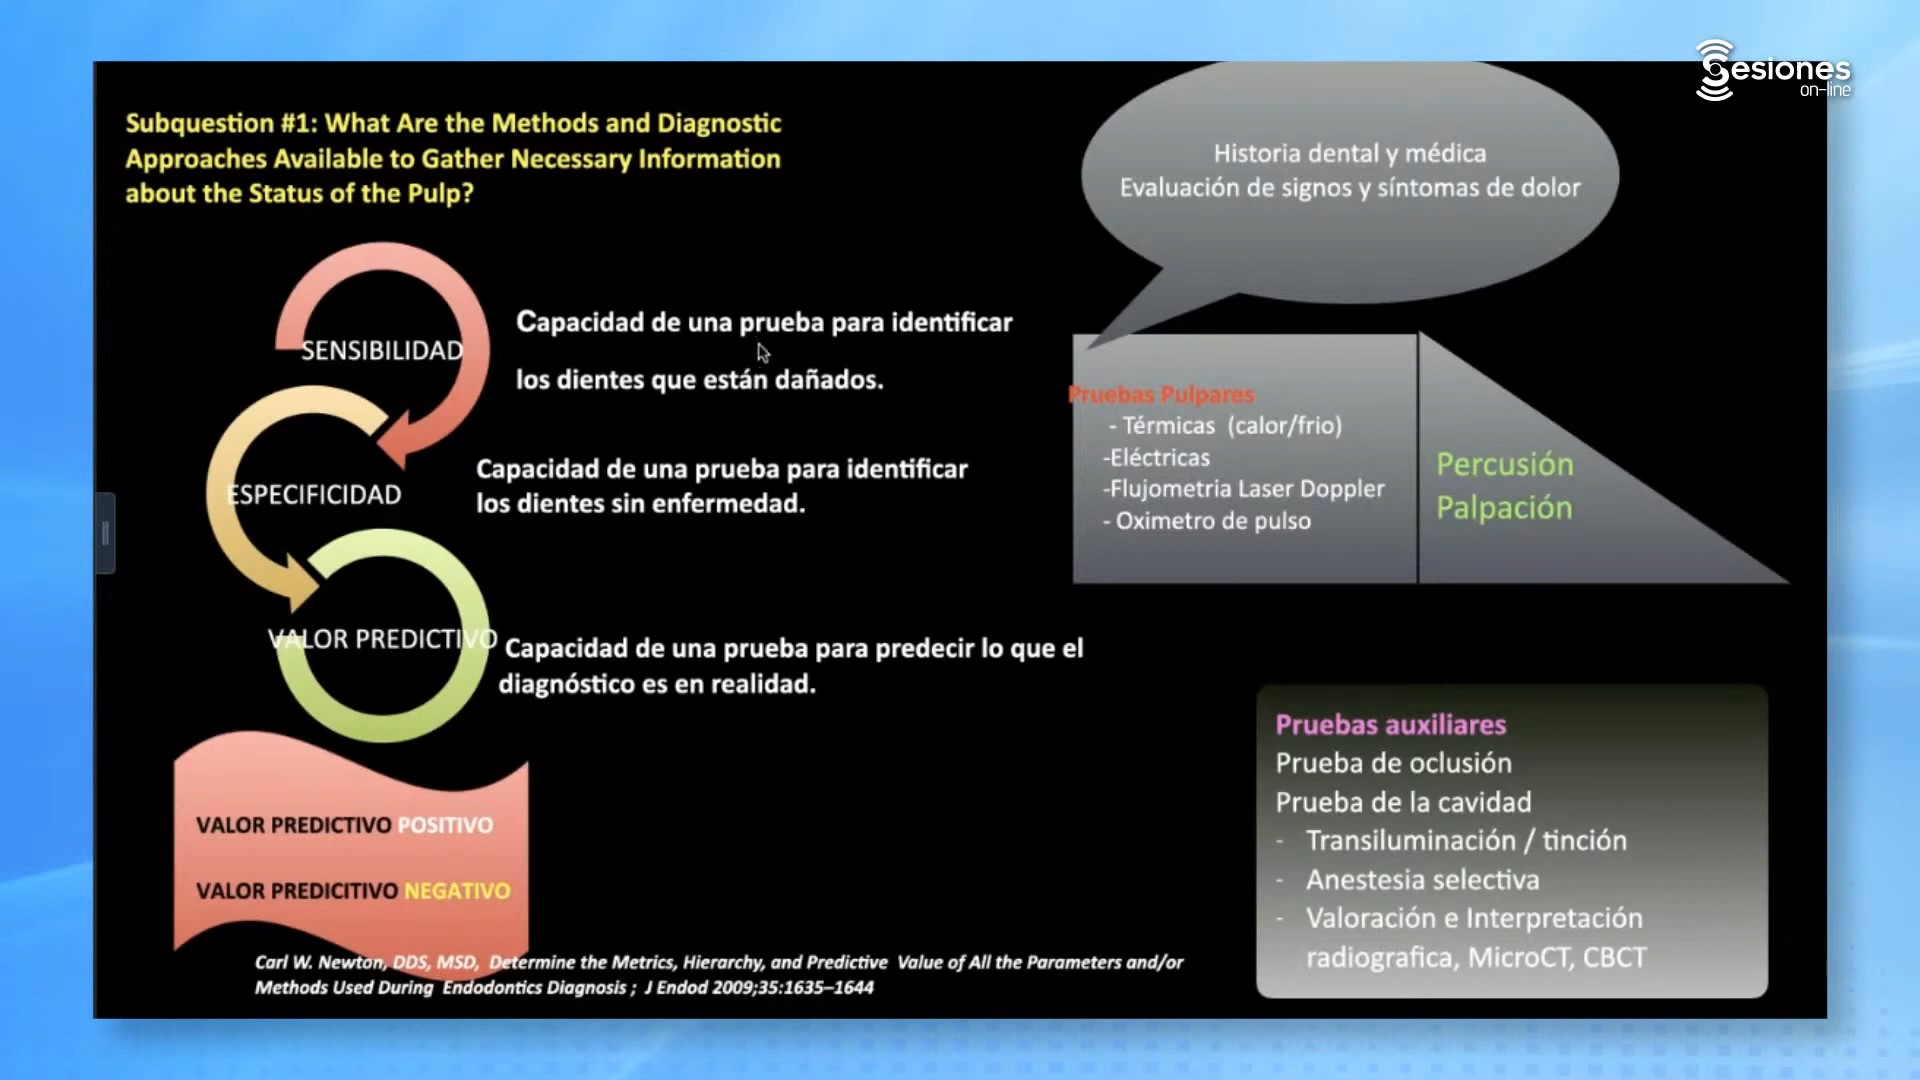 Sesiones
on-line
Subquestion #1: What Are the Methods and Diagnostic
Approaches Available to Gather Necessary Information
about the Status of the Pulp?
SENSIBILIDAD
Capacidad de una prueba para identificar
los dientes que están dañados.
ESPECIFICIDAD
Capacidad de una prueba para identificar
los dientes sin enfermedad.
VALOR PREDICTIVO
Capacidad de una prueba para predecir lo que el
diagnóstico es en realidad.
VALOR PREDICTIVO POSITIVO
VALOR PREDICITIVO NEGATIVO
Carl W. Newton, DDS, MSD, Determine the Metrics, Hierarchy, and Predictive Value of All the Parameters and/or
Methods Used During Endodontics Diagnosis ; J Endod 2009;35:1635–1644
Historia dental y médica
Evaluación de signos y síntomas de dolor
Pruebas Pulpares
- Térmicas (calor/frio)
-Eléctricas
-Flujometria Laser Doppler
- Oximetro de pulso
Percusión
Palpación
Pruebas auxiliares
Prueba de oclusión
Prueba de la cavidad
- Transiluminación / tinción
- Anestesia selectiva
- Valoración e Interpretación
radiografica, MicroCT, CBCT